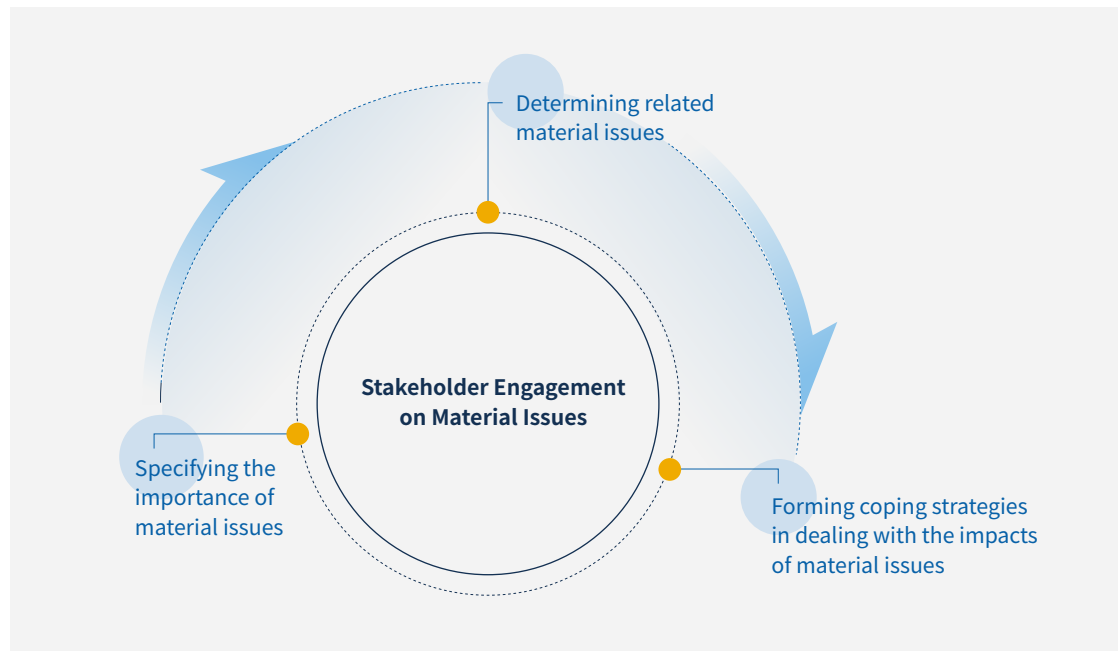 Determining related
material issues
Stakeholder Engagement
on Material Issues
Specifying the
importance of
material issues
Forming coping strategies
in dealing with the impacts
of material issues